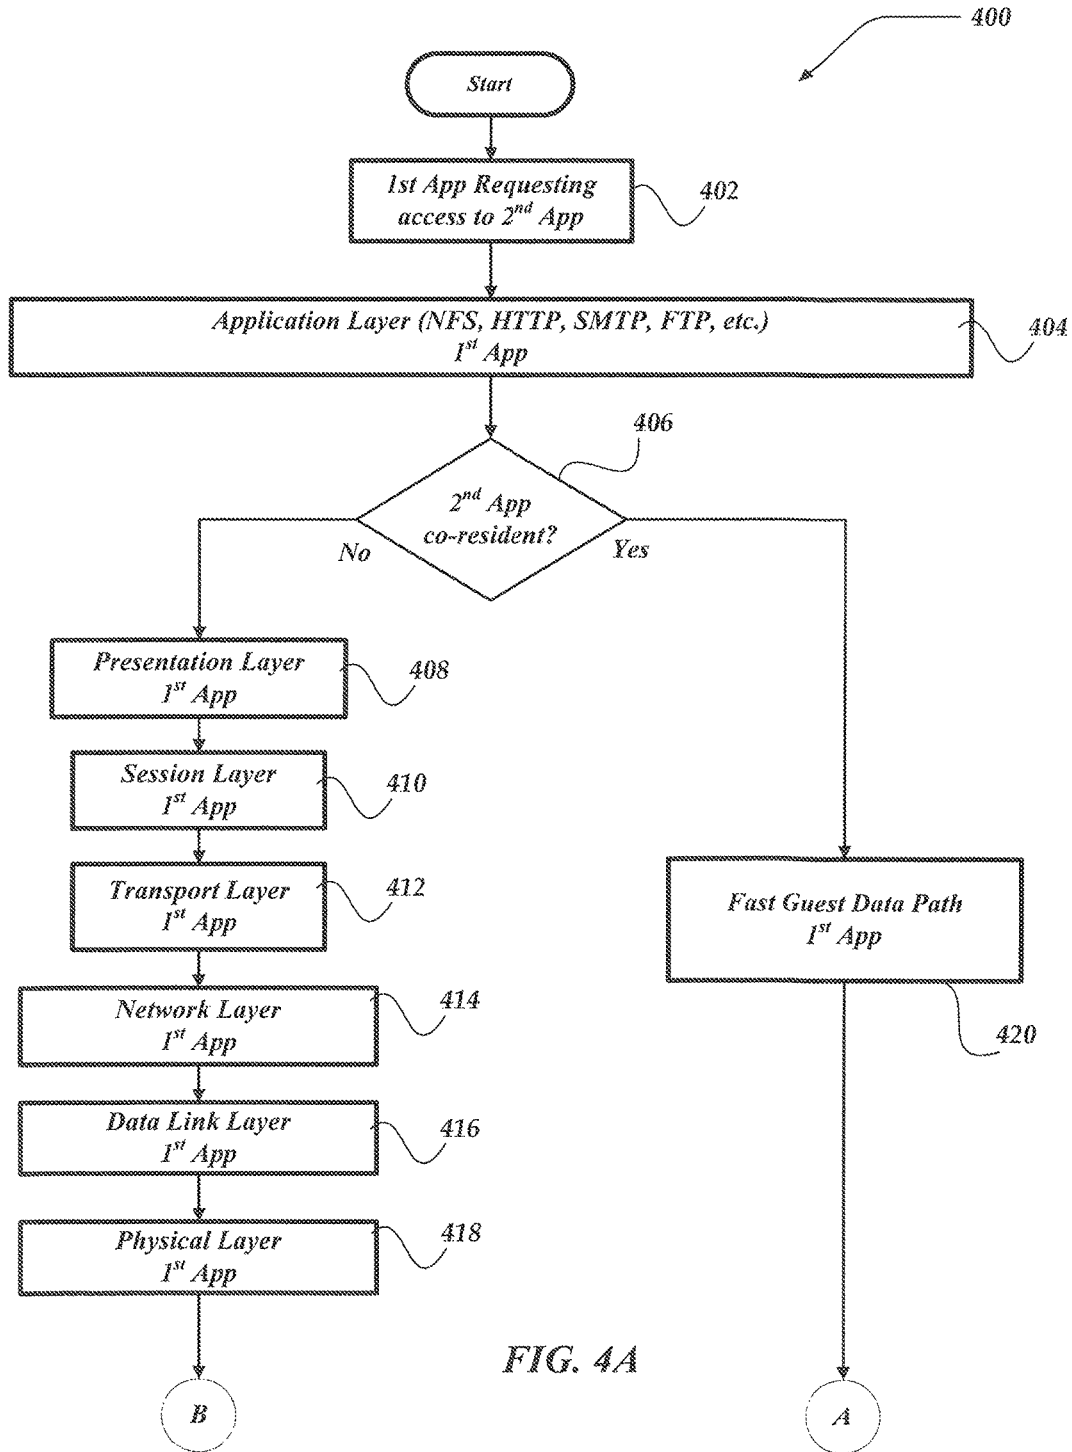 400
Start
1st App Requesting
access to 2nd App
402
Application Layer (NFS, HTTP, SMTP, FTP, etc.)
1st App
404
406
2nd App
co-resident?
No
Yes
Presentation Layer
1st App
408
Session Layer
1st App
410
Transport Layer
1st App
412
Fast Guest Data Path
1st App
420
Network Layer
1st App
414
Data Link Layer
1st App
416
Physical Layer
1st App
418
FIG. 4A
B
A